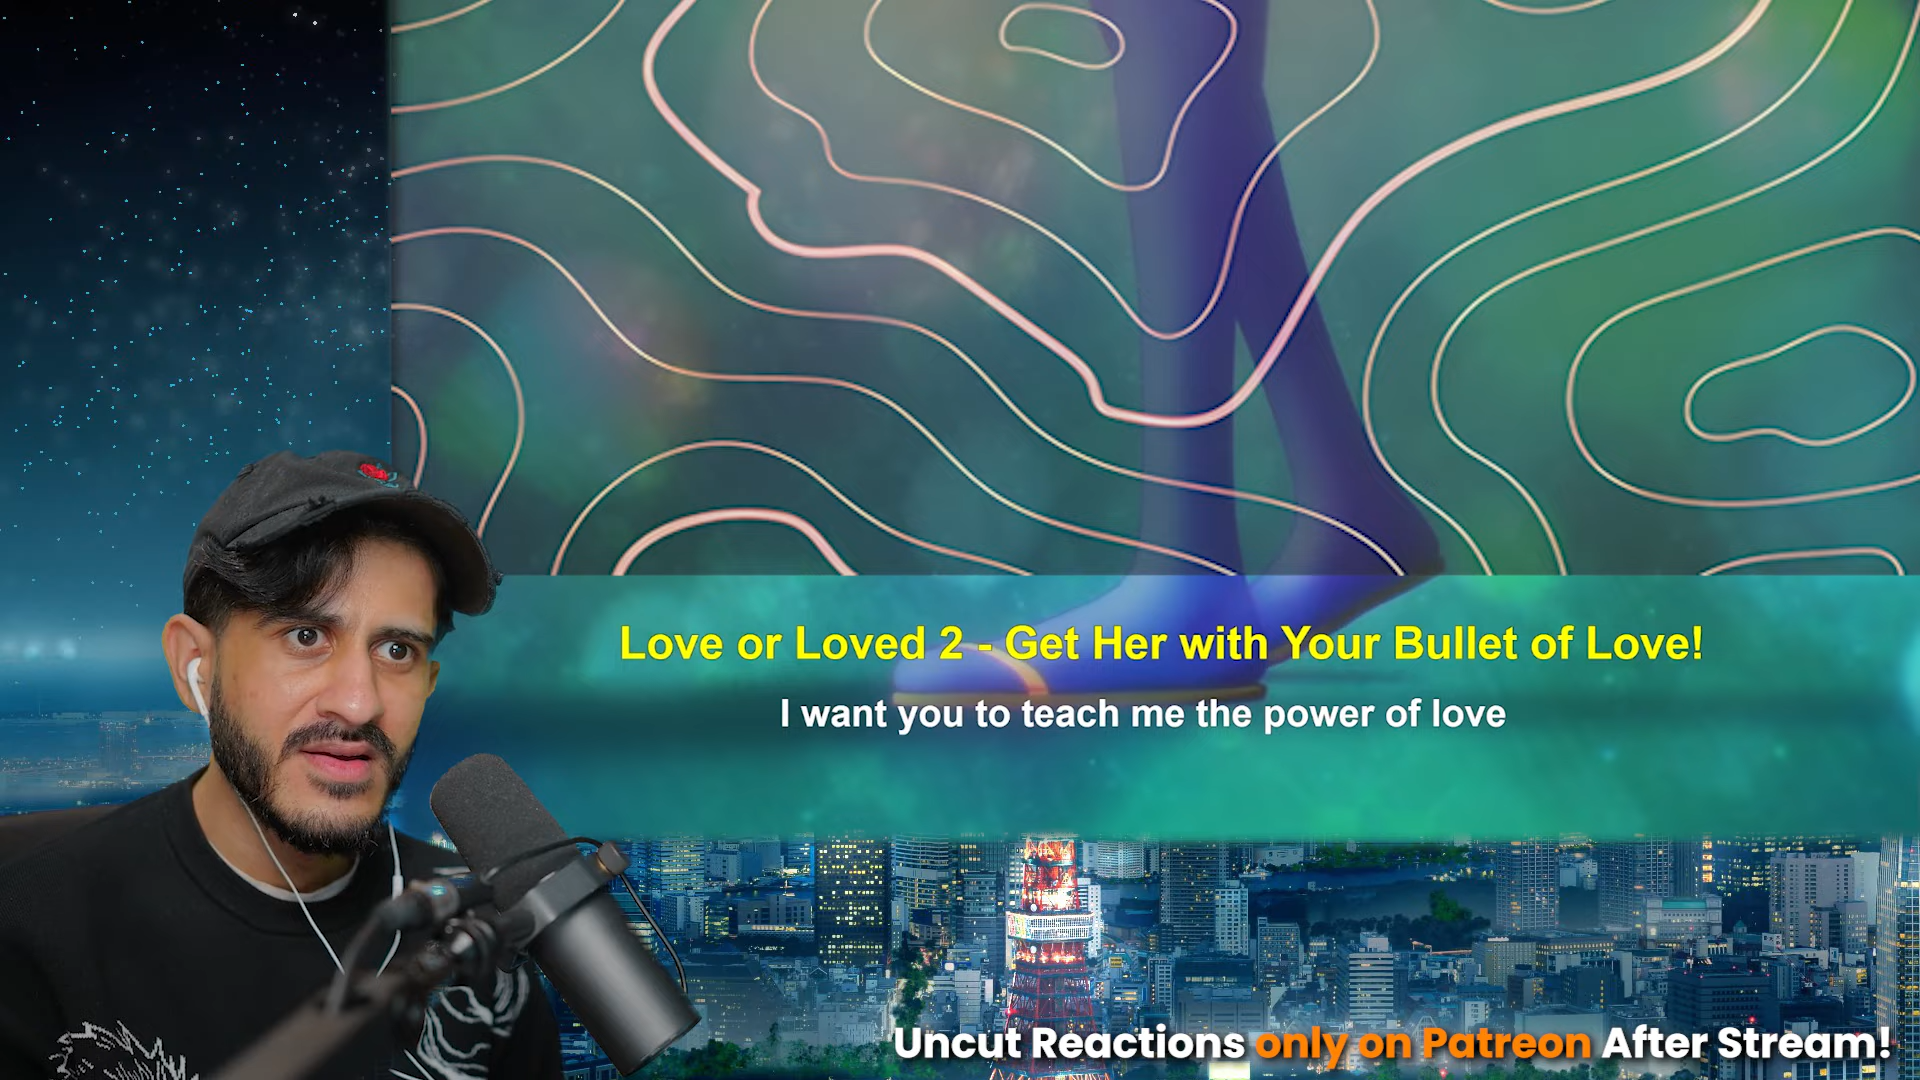 Love or Loved 2 - Get Her with Your Bullet of Love!
I want you to teach me the power of love
Uncut Reactions only on Patreon After Stream!